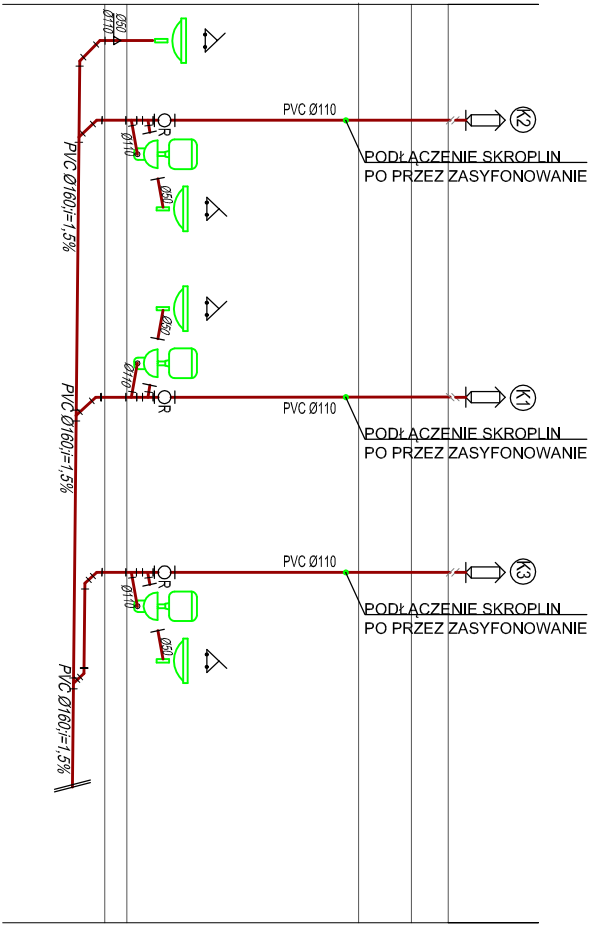 Ø50
Ø110
K2
PVC Ø110
PODŁĄCZENIE SKROPLIN
PO PRZEZ ZASYFONOWANIE
R
Ø110
Ø50
PVC Ø160;i=1,5%
Ø50
Ø110
R
K1
PVC Ø110
PODŁĄCZENIE SKROPLIN
PO PRZEZ ZASYFONOWANIE
PVC Ø160;i=1,5%
K3
PVC Ø110
R
PODŁĄCZENIE SKROPLIN
PO PRZEZ ZASYFONOWANIE
Ø110
Ø50
PVC Ø160;i=1,5%